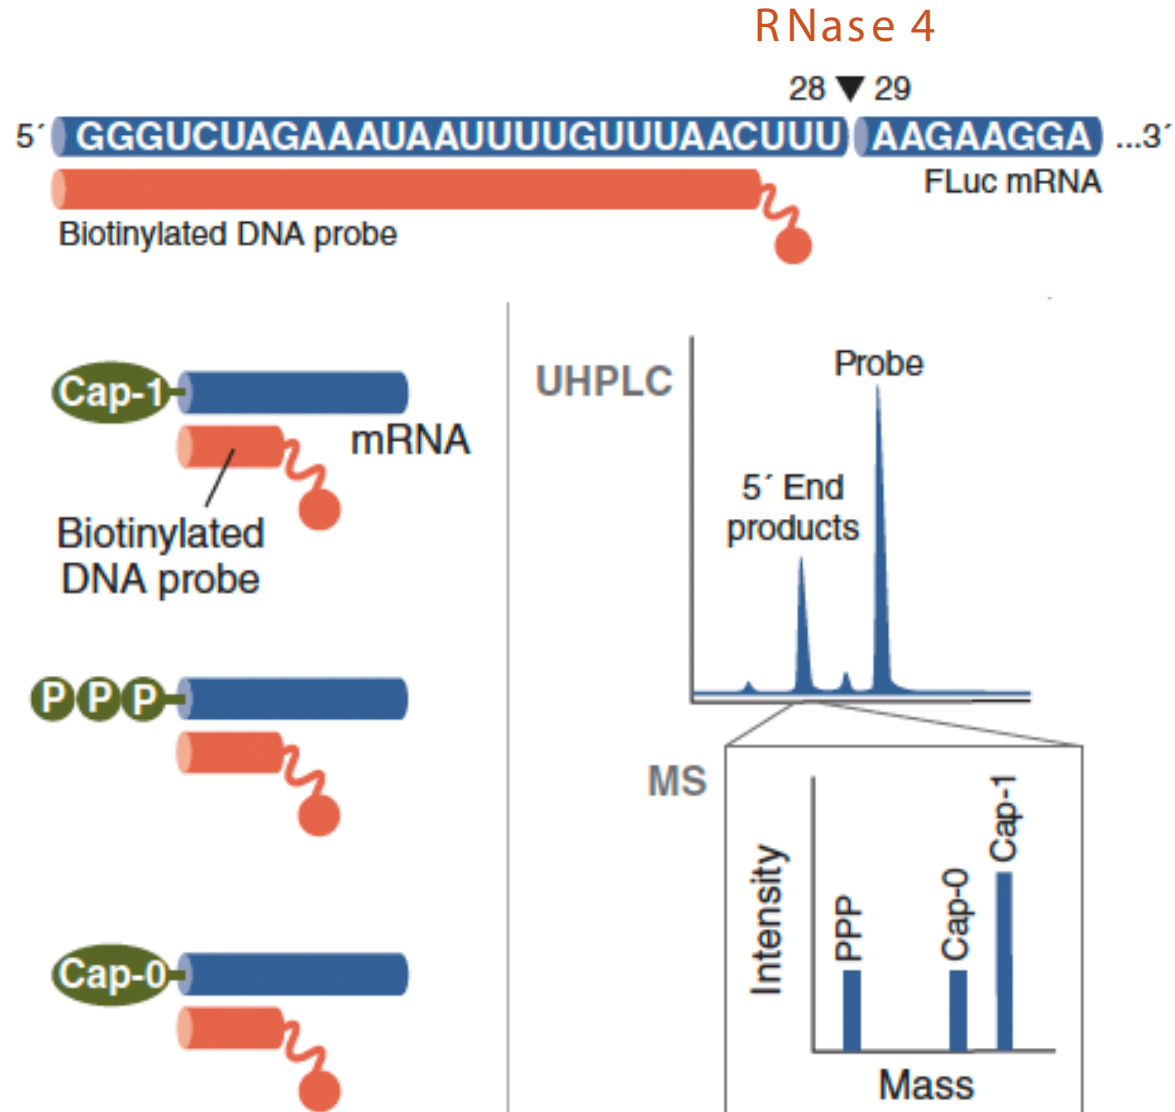 RNase 4
28 29
5´ GGGUCUAGAAAUAAUUUUGUUUAACUUU AAGAAGGA ...3´
FLuc mRNA
Biotinylated DNA probe
Cap-1
mRNA
Biotinylated
DNA probe
P P P
Cap-0
UHPLC
Probe
5´ End
products
MS
Intensity
PPP
Cap-0
Cap-1
Mass